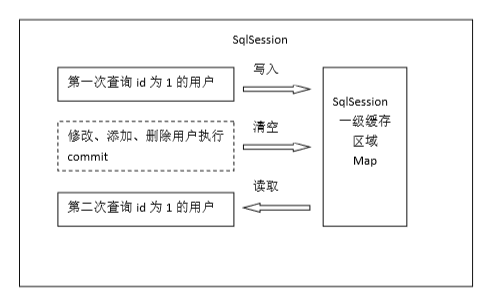 SqlSession
第一次查询 id 为 1 的用户
写入
修改、添加、删除用户执行
commit
清空
第二次查询 id 为 1 的用户
读取
SqlSession
一级缓存
区域
Map